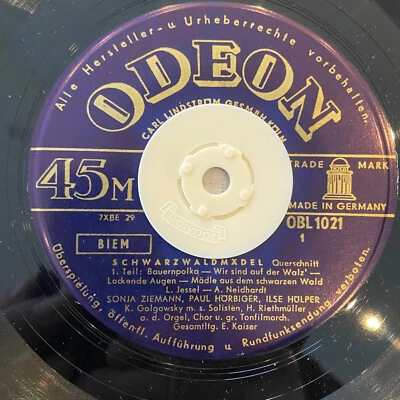 Alle Hersteller- u Urheberrechte vorbehalten.
ODEON
CARL LINDSTRÖM GES.M.B.H. KÖLN
45M
7XBE 29
BIEM
TRADE MARK
MADE IN GERMANY
OBL 1021
1
SCHWARZWALDMÄDEL Querschnitt
1. Teil: Bauernpolka — Wir sind auf der Walz' —
Lockende Augen — Mädle aus dem schwarzen Wald
L. Jessel - A. Neidhardt
SONJA ZIEMANN, PAUL HÖRBIGER, ILSE HÜLPER
K. Golgowsky m. s. Solisten, H. Riethmüller
a. d. Orgel, Chor u. gr. Tonfilmorch.
Gesamtltg. E. Kaiser
Überspielung, öffentl. Aufführung u Rundfunksendung verboten.